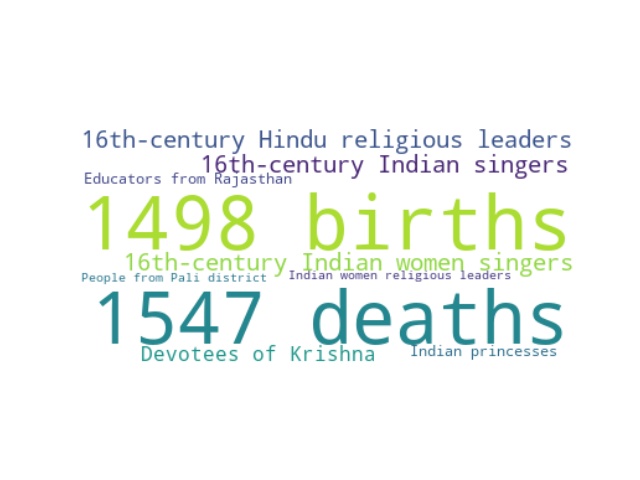 16th-century Hindu religious leaders
16th-century Indian singers
Educators from Rajasthan
1498 births
16th-century Indian women singers
People from Pali district
Indian women religious leaders
1547 deaths
Devotees of Krishna
Indian princesses